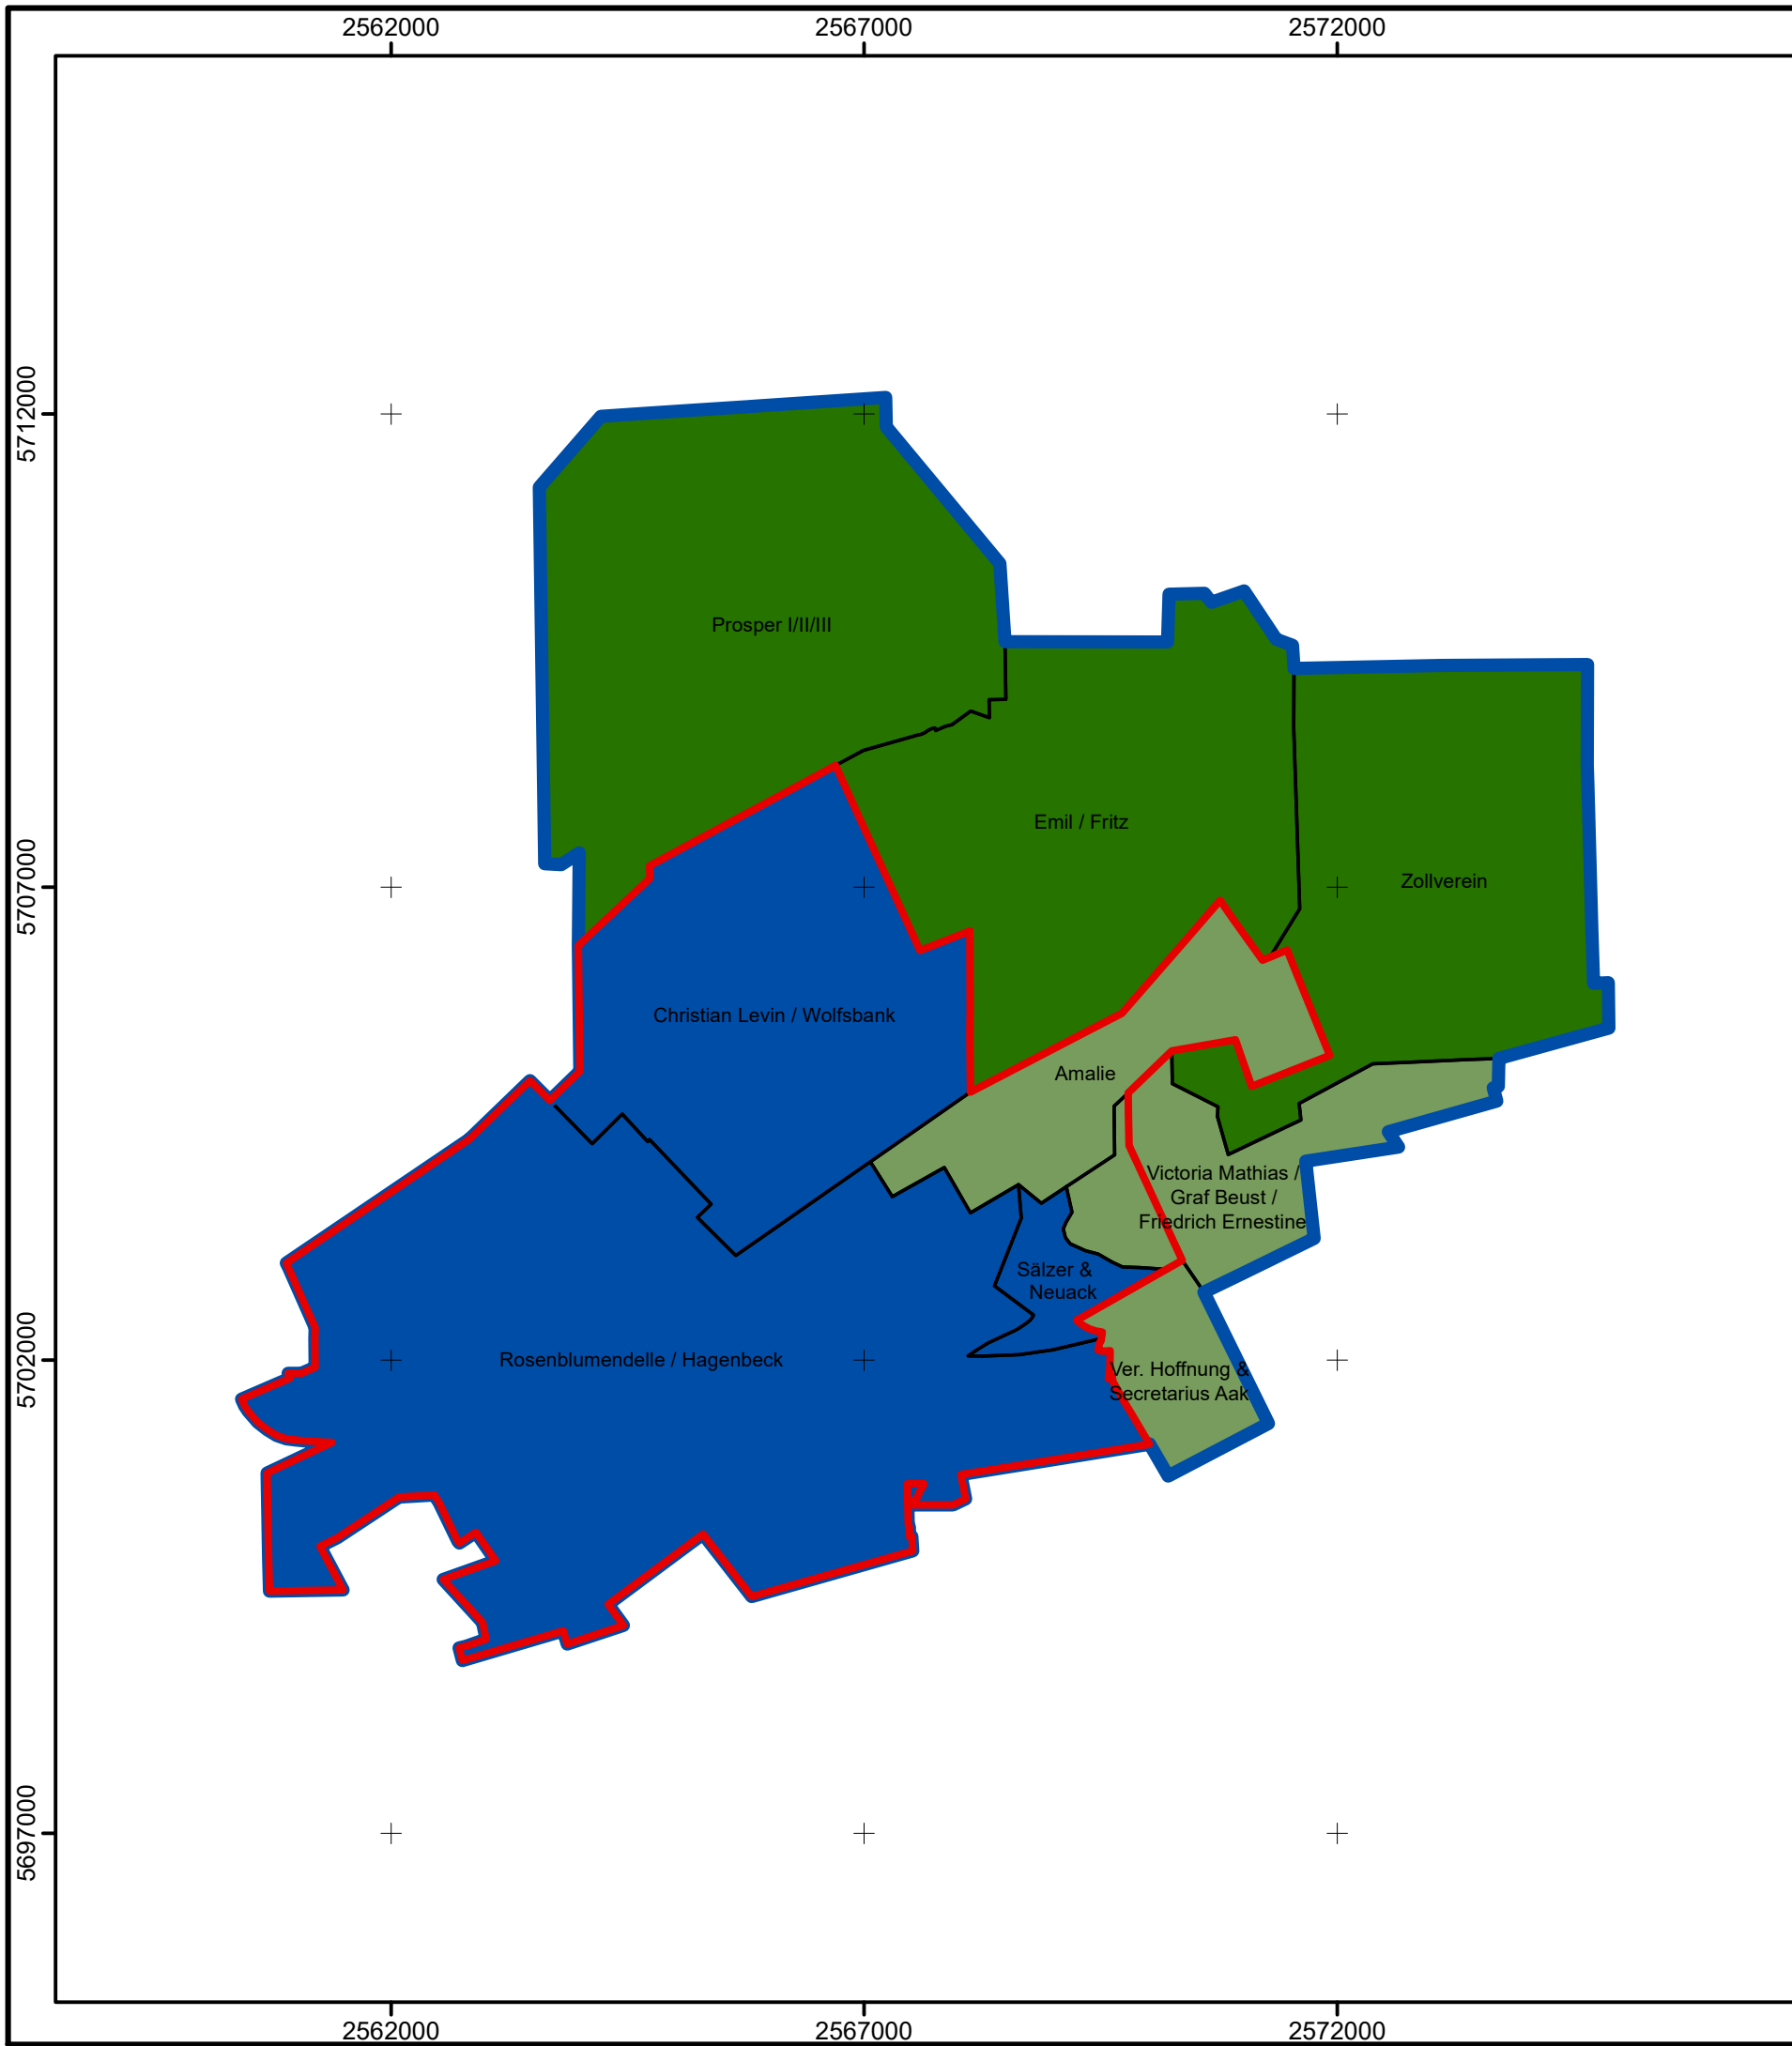 2562000
2567000
2572000
5712000
5707000
5702000
5697000
Prosper I/II/III
Emil / Fritz
Zollverein
Christian Levin / Wolfsbank
Amalie
Victoria Mathias /
Graf Beust /
Friedrich Ernestine
Sälzer &
Neuack
Rosenblumendelle / Hagenbeck
Ver. Hoffnung &
Secretarius Aak
2562000
2567000
2572000